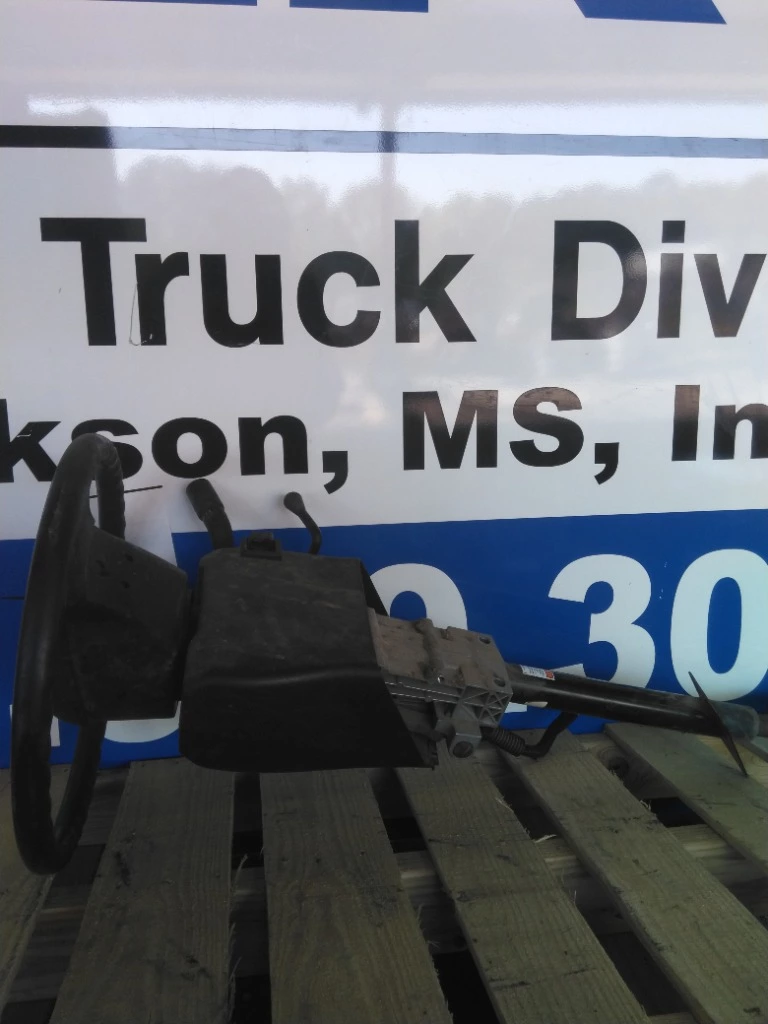 Truck Div
kson, MS, In
30